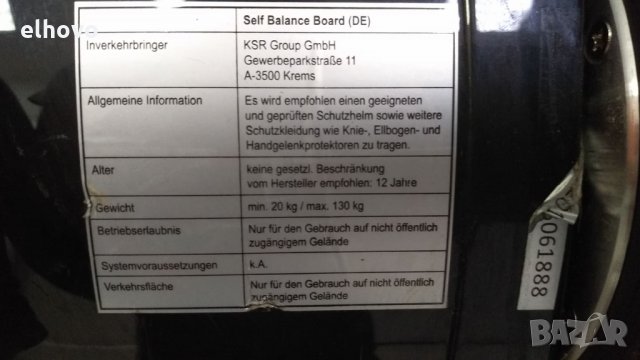 elhovo
Self Balance Board (DE)
Inverkehrbringer
KSR Group GmbH
Gewerbeparkstraße 11
A-3500 Krems
Allgemeine Information
Es wird empfohlen einen geeigneten
und geprüften Schutzhelm sowie weitere
Schutzkleidung wie Knie-, Ellbogen- und
Handgelenkprotektoren zu tragen.
Alter
keine gesetzl. Beschränkung
vom Hersteller empfohlen: 12 Jahre
Gewicht
min. 20 kg / max. 130 kg
Betriebserlaubnis
Nur für den Gebrauch auf nicht öffentlich
zugängigem Gelände
Systemvoraussetzungen
k.A.
Verkehrsfläche
Nur für den Gebrauch auf nicht öffentlich
zugängigem Gelände
061888
BAZAR